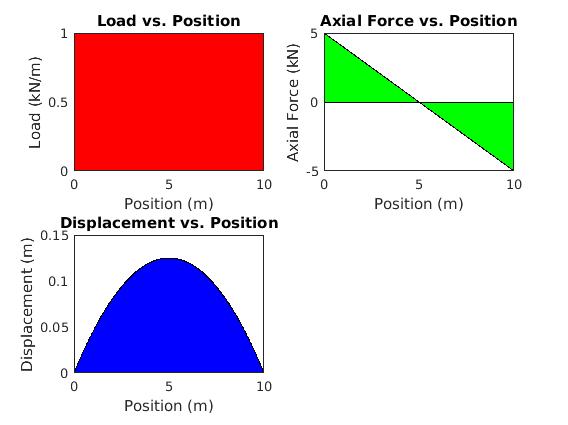 Load vs. Position
Load (kN/m)
1
0.5
0
0
5
10
Position (m)
Axial Force vs. Position
Axial Force (kN)
5
0
-5
0
5
10
Position (m)
Displacement vs. Position
Displacement (m)
0.15
0.1
0.05
0
0
5
10
Position (m)